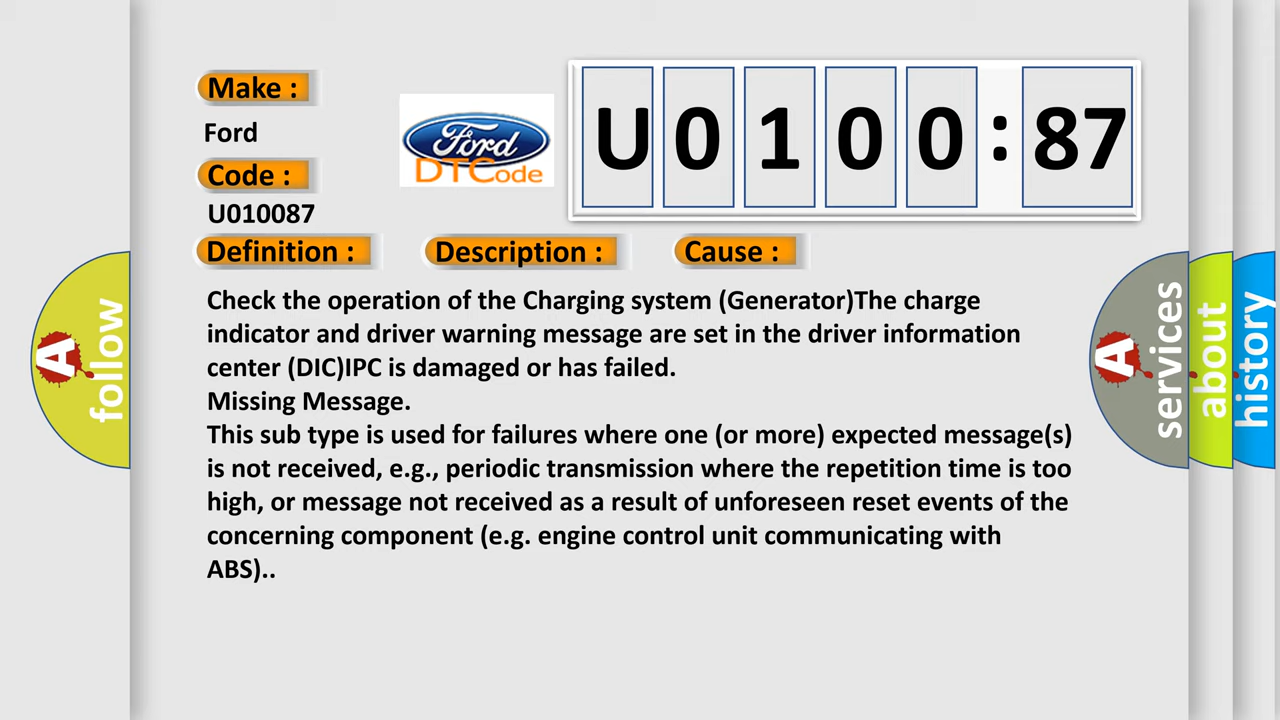 Make :
Ford
Code :
U010087
Ford
DTCode
U0100:87
Definition :
Description :
Cause :
Check the operation of the Charging system (Generator)The charge
indicator and driver warning message are set in the driver information
center (DIC)IPC is damaged or has failed.
Missing Message.
This sub type is used for failures where one (or more) expected message(s)
is not received, e.g., periodic transmission where the repetition time is too
high, or message not received as a result of unforeseen reset events of the
concerning component (e.g. engine control unit communicating with
ABS)..
A
follow
A
services
about
history